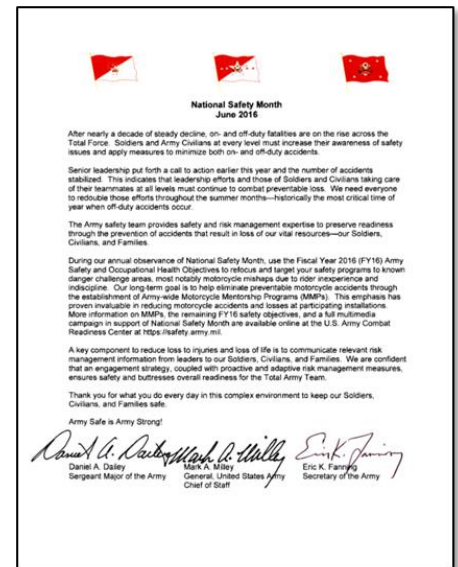 National Safety Month
June 2016
After nearly a decade of steady decline, on- and off-duty fatalities are on the rise across the
Total Force. Soldiers and Army Civilians at every level must increase their awareness of safety
issues and apply measures to minimize both on- and off-duty accidents.
Senior leadership put forth a call to action earlier this year and the number of accidents
stabilized. This indicates that leadership efforts and those of Soldiers and Civilians taking care
of their teammates at all levels must continue to combat preventable loss. We need everyone
to redouble those efforts throughout the summer months—historically the most critical time of
year when off-duty accidents occur.
The Army safety team provides safety and risk management expertise to preserve readiness
through the prevention of accidents that result in loss of our vital resources—our Soldiers,
Civilians, and Families.
During our annual observance of National Safety Month, use the Fiscal Year 2016 (FY16) Army
Safety and Occupational Health Objectives to refocus and target your safety programs to known
danger challenge areas, most notably motorcycle mishaps due to rider inexperience and
indiscipline. Our long-term goal is to help eliminate preventable motorcycle accidents through
the establishment of Army-wide Motorcycle Mentorship Programs (MMPs). This emphasis has
proven invaluable in reducing motorcycle accidents and losses at participating installations.
More information on MMPs, the remaining FY16 safety objectives, and a full multimedia
campaign in support of National Safety Month are available online at the U.S. Army Combat
Readiness Center at https://safety.army.mil.
A key component to reduce loss to injuries and loss of life is to communicate relevant risk
management information from leaders to our Soldiers, Civilians, and Families. We are confident
that an engagement strategy, coupled with proactive and adaptive risk management measures,
ensures safety and buttresses overall readiness for the Total Army Team.
Thank you for what you do every day in this complex environment to keep our Soldiers,
Civilians, and Families safe.
Army Safe is Army Strong!
Daniel A. Dailey Mark A. Milley Eric K. Fanning
Daniel A. Dailey Mark A. Milley Eric K. Fanning
Sergeant Major of the Army General, United States Army Secretary of the Army
Chief of Staff